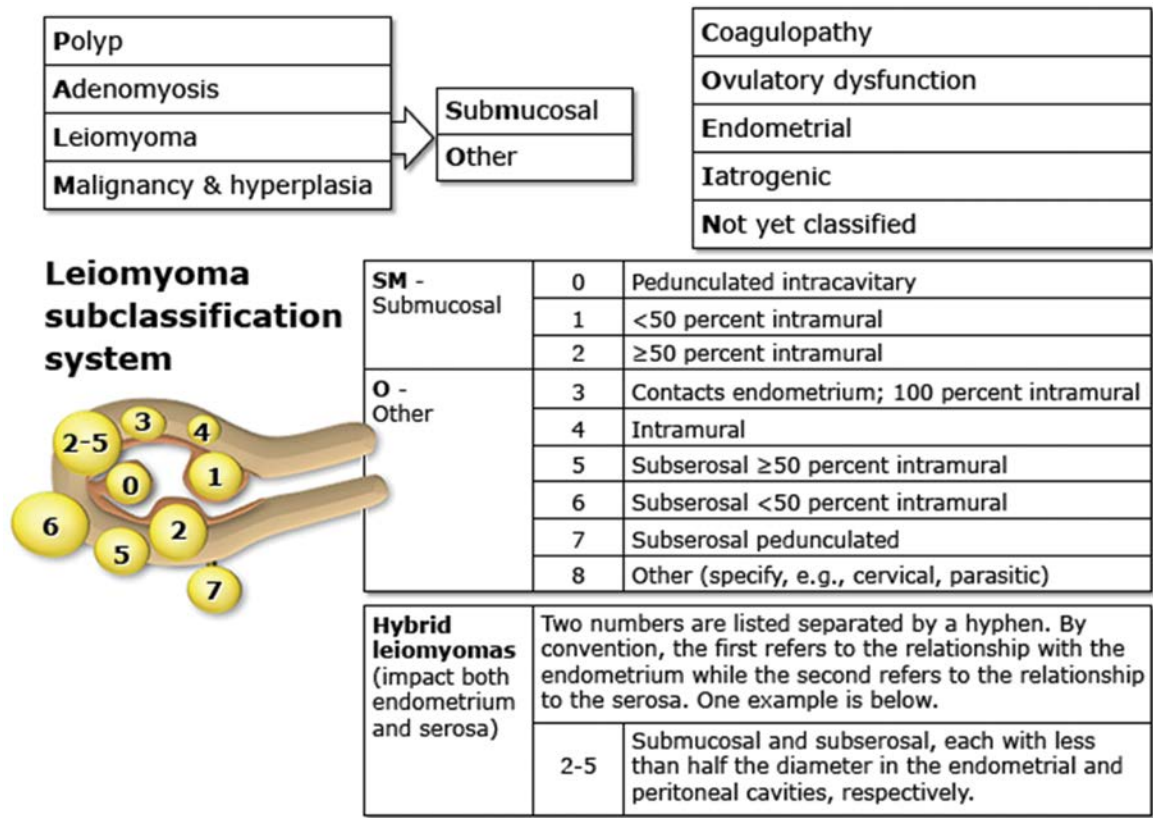 Polyp
Adenomyosis
Leiomyoma
Malignancy & hyperplasia
Submucosal
Other
Coagulopathy
Ovulatory dysfunction
Endometrial
Iatrogenic
Not yet classified
Leiomyoma
subclassification
system
3
4
2-5
0
1
6
2
5
7
SM -
Submucosal
0
Pedunculated intracavitary
1
<50 percent intramural
2
≥50 percent intramural
O -
Other
3
Contacts endometrium; 100 percent intramural
4
Intramural
5
Subserosal ≥50 percent intramural
6
Subserosal <50 percent intramural
7
Subserosal pedunculated
8
Other (specify, e.g., cervical, parasitic)
Hybrid
leiomyomas
(impact both
endometrium
and serosa)
Two numbers are listed separated by a hyphen. By
convention, the first refers to the relationship with the
endometrium while the second refers to the relationship
to the serosa. One example is below.
2-5
Submucosal and subserosal, each with less
than half the diameter in the endometrial and
peritoneal cavities, respectively.